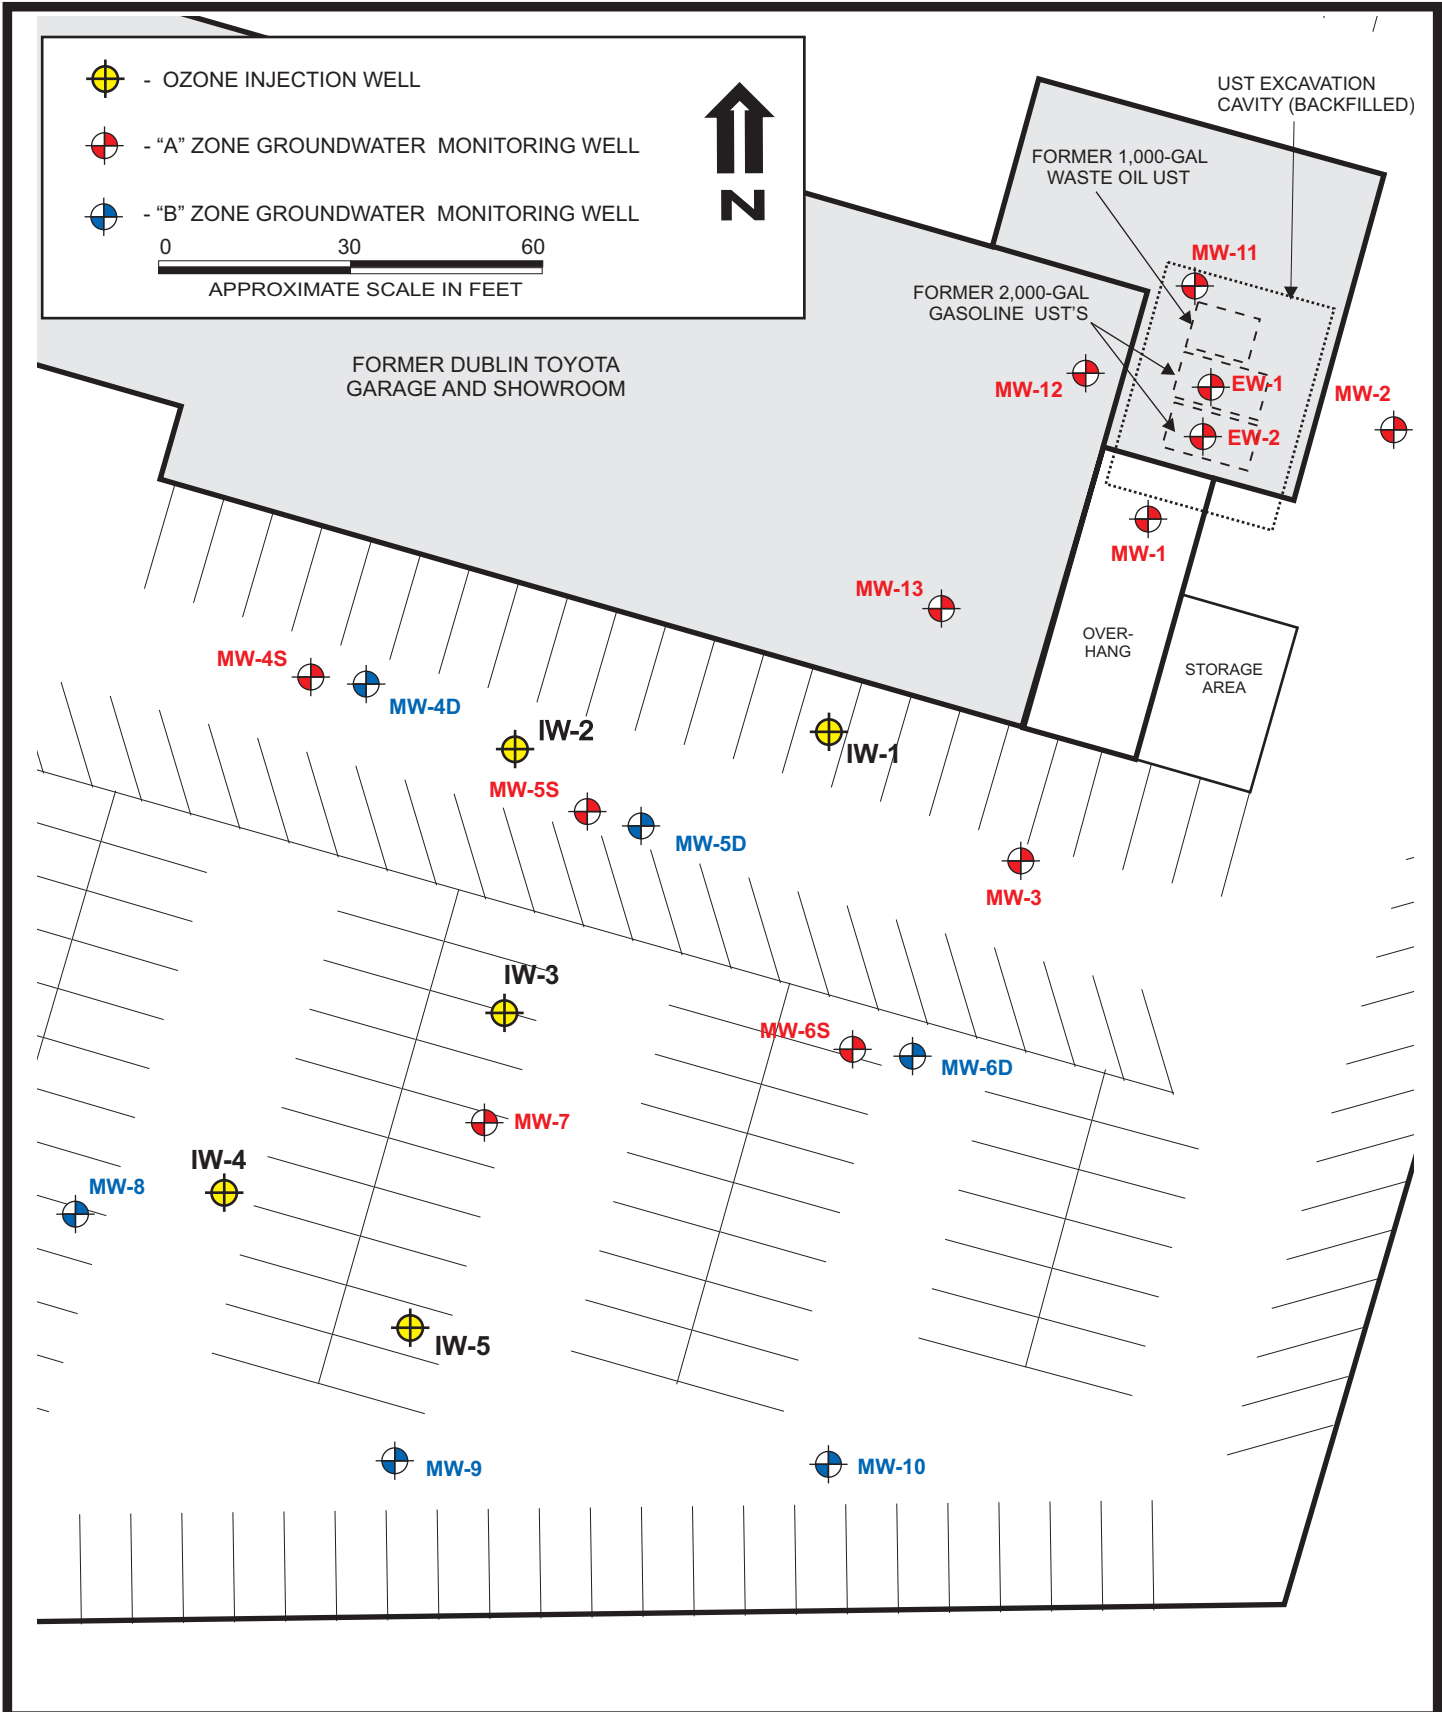 - OZONE INJECTION WELL
- “A” ZONE GROUNDWATER MONITORING WELL
- “B” ZONE GROUNDWATER MONITORING WELL
0 30 60
APPROXIMATE SCALE IN FEET
N
UST EXCAVATION
CAVITY (BACKFILLED)
FORMER 1,000-GAL
WASTE OIL UST
MW-11
FORMER 2,000-GAL
GASOLINE UST'S
FORMER DUBLIN TOYOTA
GARAGE AND SHOWROOM
MW-12
EW-1
MW-2
EW-2
MW-1
MW-13
OVER-
HANG
STORAGE
AREA
MW-4S
MW-4D
IW-2
IW-1
MW-5S
MW-5D
MW-3
IW-3
MW-6S
MW-6D
MW-7
IW-4
MW-8
IW-5
MW-9
MW-10